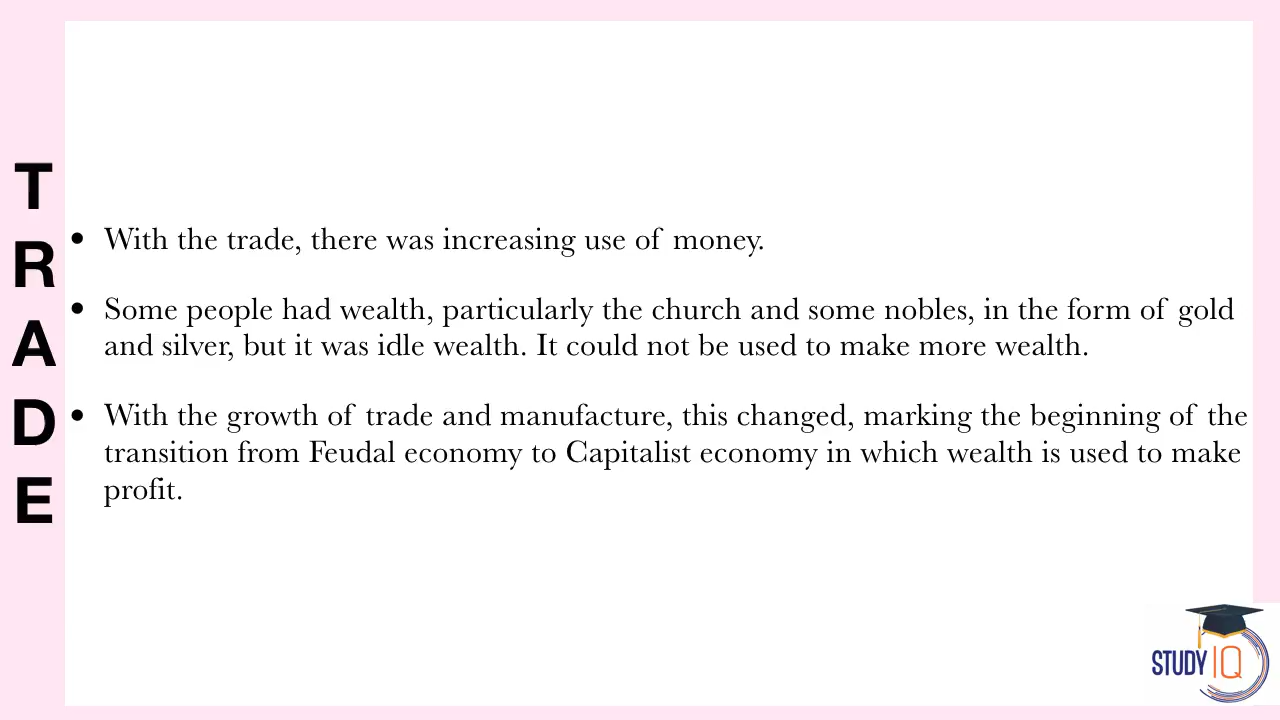 T
R
A
D
E
• With the trade, there was increasing use of money.
• Some people had wealth, particularly the church and some nobles, in the form of gold
and silver, but it was idle wealth. It could not be used to make more wealth.
• With the growth of trade and manufacture, this changed, marking the beginning of the
transition from Feudal economy to Capitalist economy in which wealth is used to make
profit.
STUDY IQ